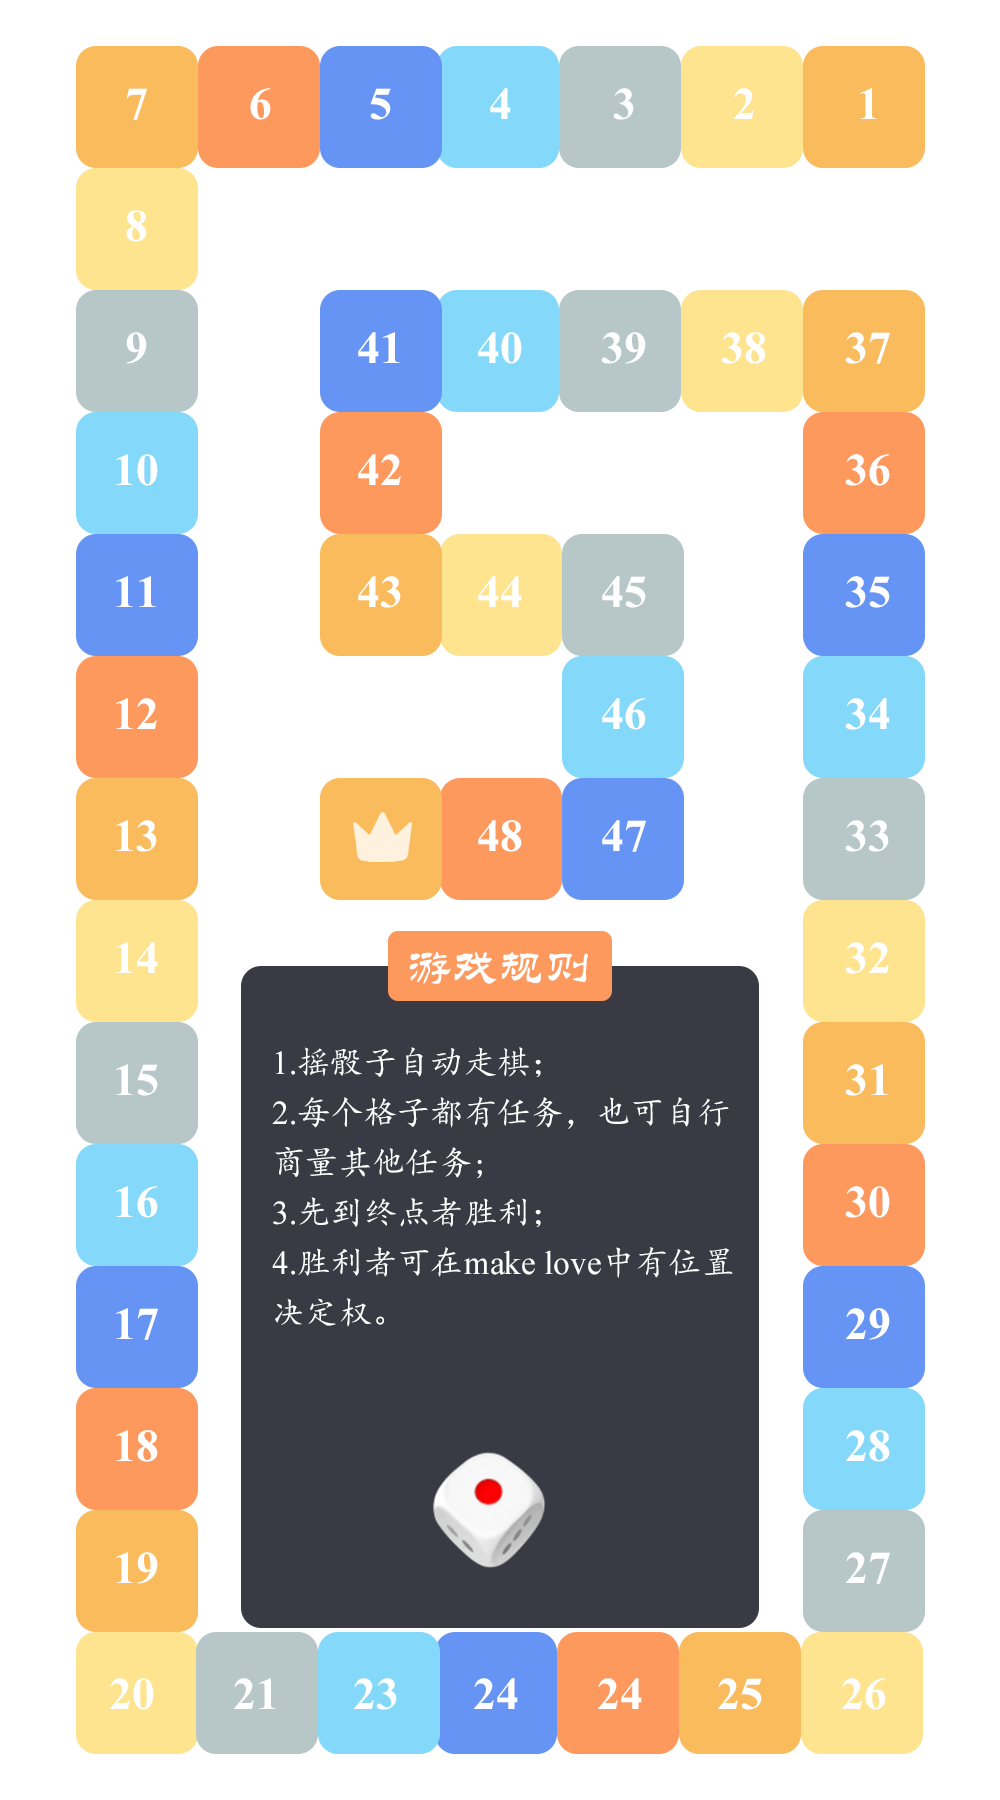 7 6 5 4 3 2 1
8
9 41 40 39 38 37
10 42 36
11 43 44 45 35
12 46 34
13 48 47 33
14 32
游戏规则
1.摇骰子自动走棋；
15 31
2.每个格子都有任务，也可自行
商量其他任务；
16 30
3.先到终点者胜利；
4.胜利者可在make love中有位置
决定权。
17 29
18 28
19 27
20 21 23 24 24 25 26